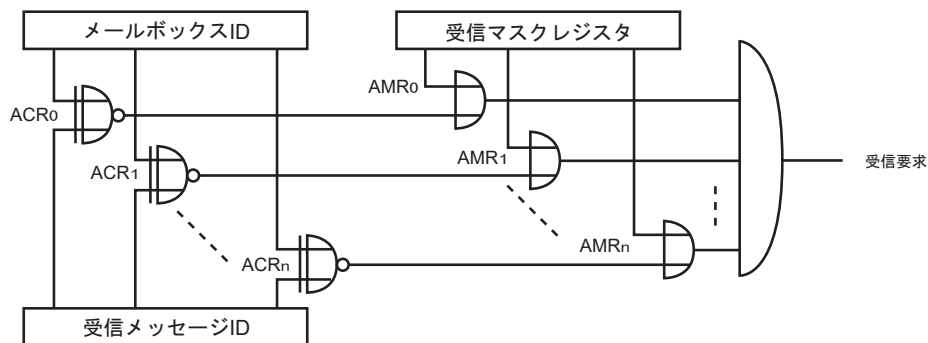 メールボックスID
受信マスクレジスタ
AMR0
ACR0
AMR1
ACR1
受信要求
AMRn
ACRn
受信メッセージID